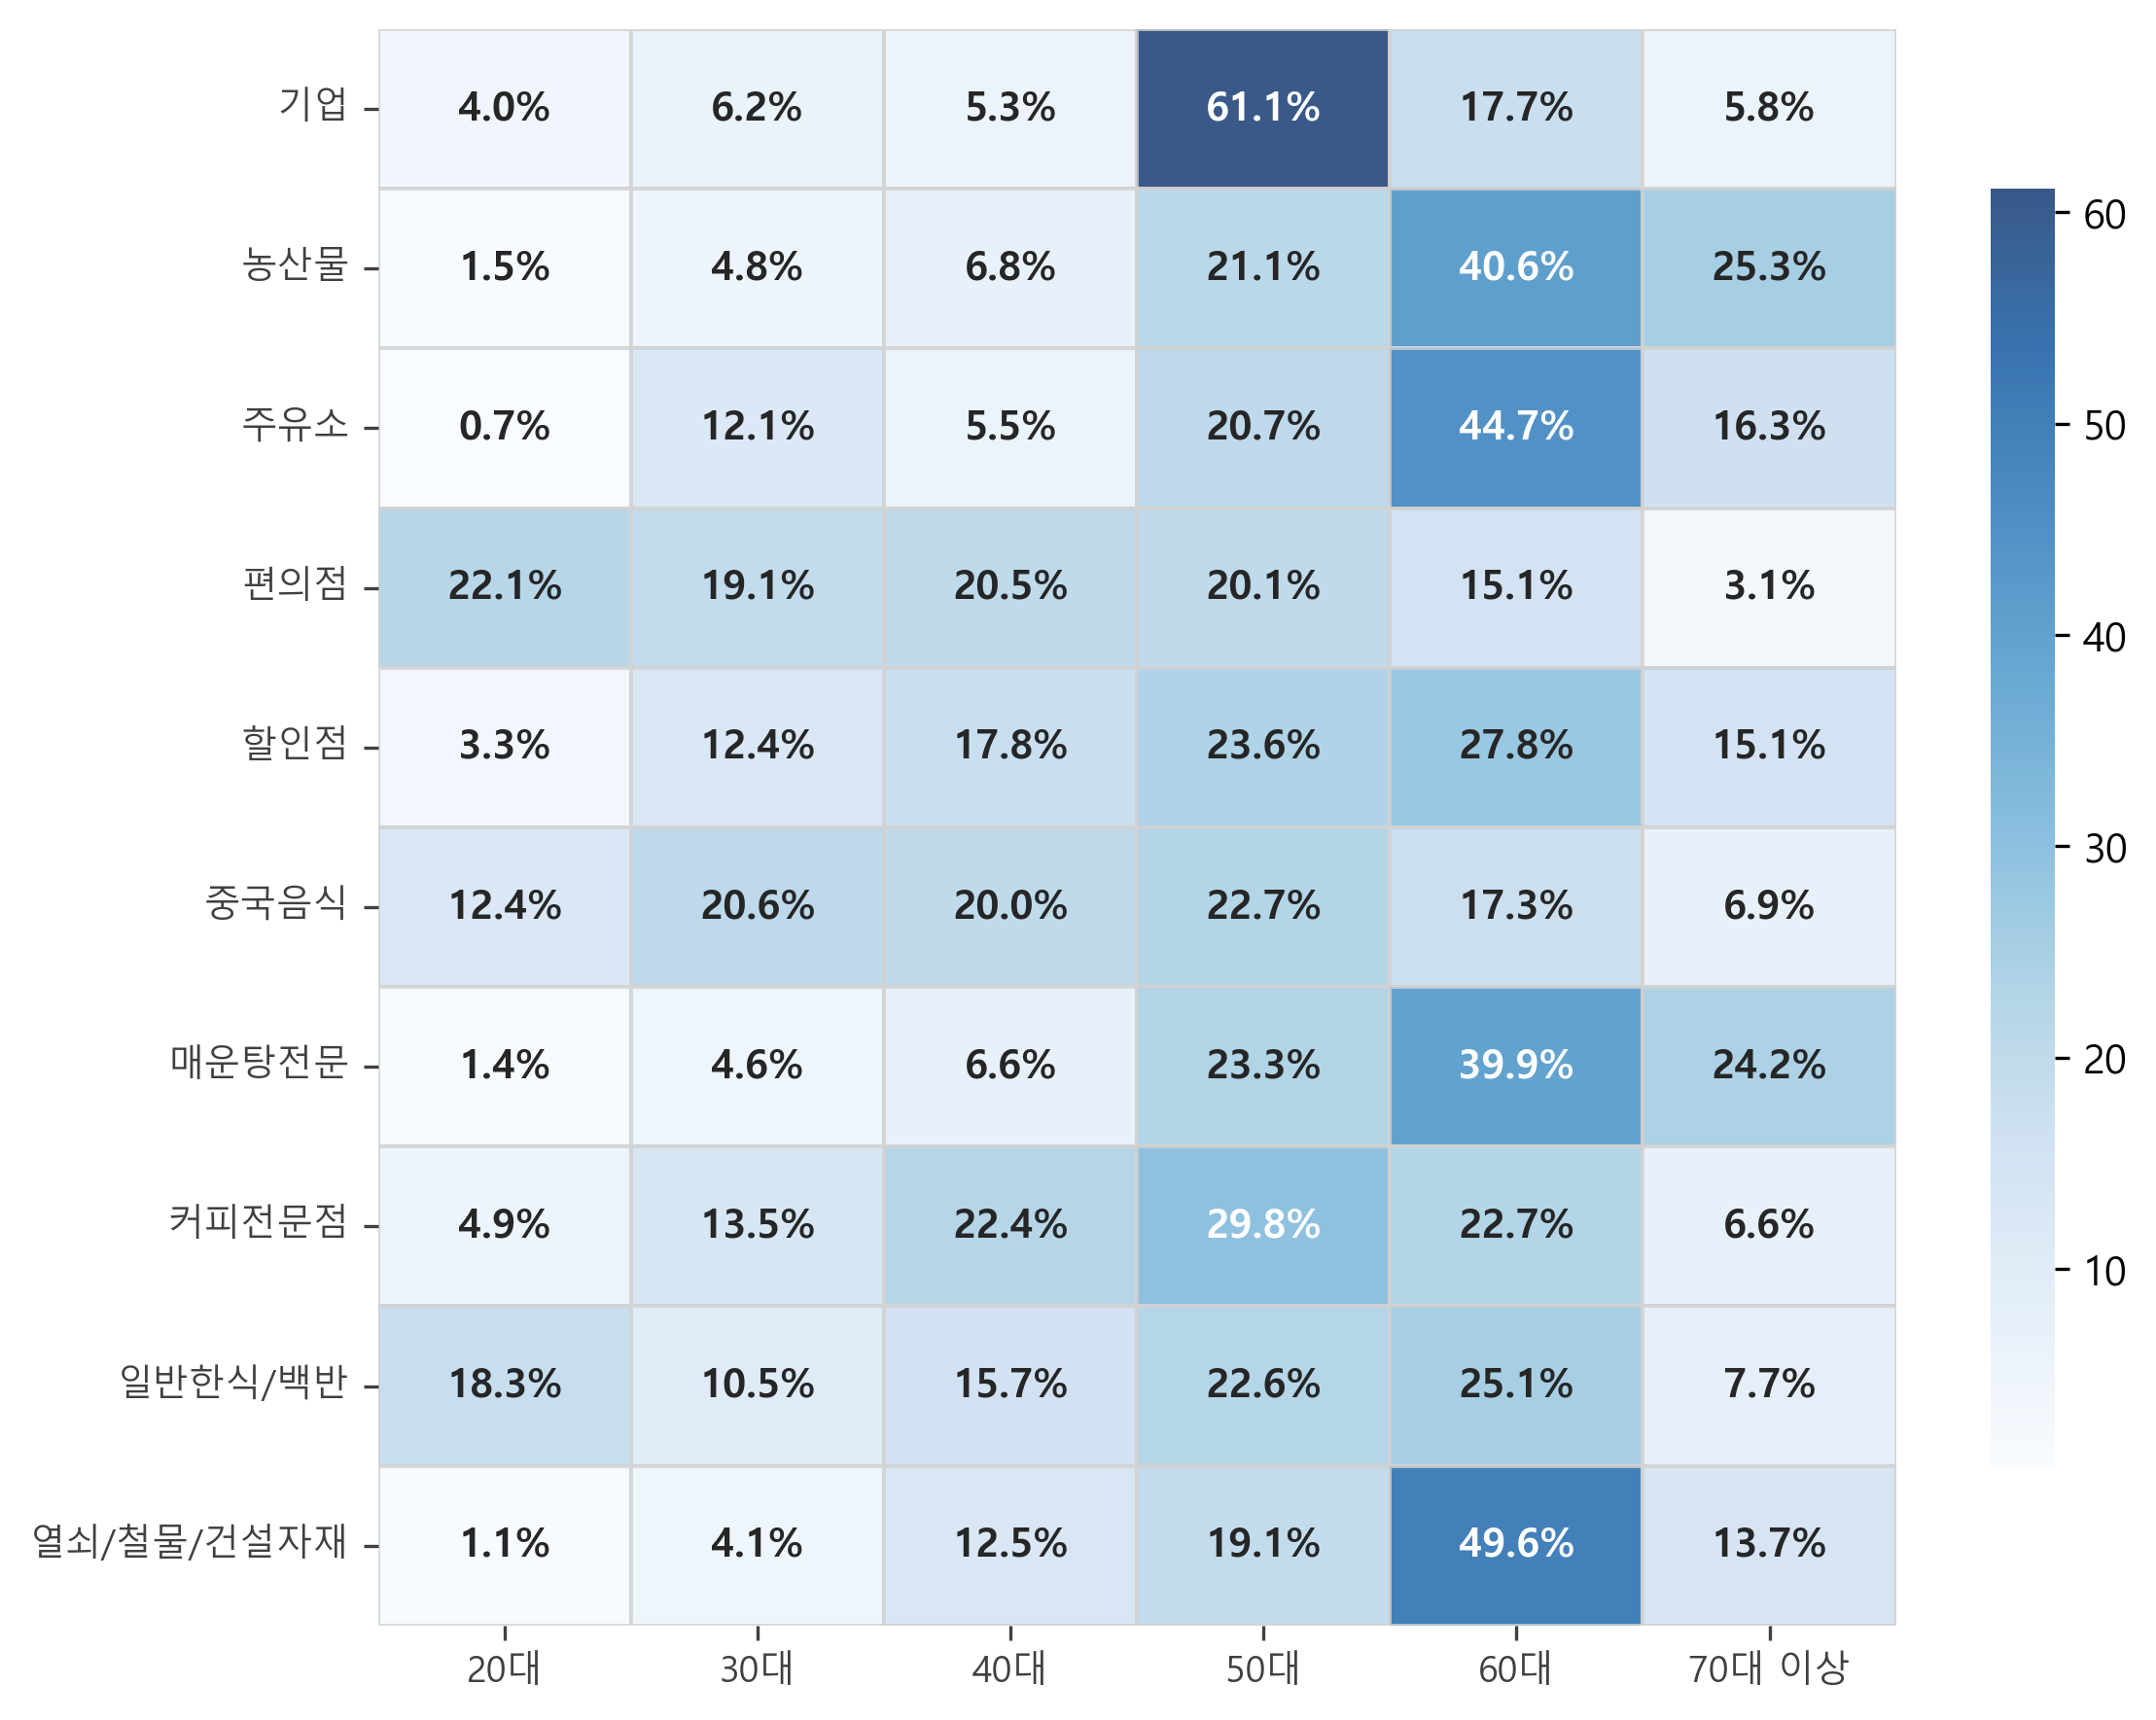 기업 4.0% 6.2% 5.3% 61.1% 17.7% 5.8%
농산물 1.5% 4.8% 6.8% 21.1% 40.6% 25.3%
주유소 0.7% 12.1% 5.5% 20.7% 44.7% 16.3%
편의점 22.1% 19.1% 20.5% 20.1% 15.1% 3.1%
할인점 3.3% 12.4% 17.8% 23.6% 27.8% 15.1%
중국음식 12.4% 20.6% 20.0% 22.7% 17.3% 6.9%
매운탕전문 1.4% 4.6% 6.6% 23.3% 39.9% 24.2%
커피전문점 4.9% 13.5% 22.4% 29.8% 22.7% 6.6%
일반한식/백반 18.3% 10.5% 15.7% 22.6% 25.1% 7.7%
열쇠/철물/건설자재 1.1% 4.1% 12.5% 19.1% 49.6% 13.7%
20대 30대 40대 50대 60대 70대 이상
60
50
40
30
20
10